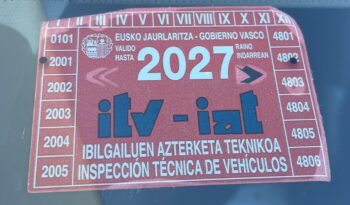 I II III IV V VI VII VIII IX X XI XII
0101 EUSKO JAURLARITZA - GOBIERNO VASCO 4801
2001 VALIDO HASTA 2027 RAINO INDARREAN 4802
2002 4803
2003 itv - iat 4804
2004 IBILGAILUEN AZTERKETA TEKNIKOA 4805
2005 INSPECCIÓN TÉCNICA DE VEHÍCULOS 4806